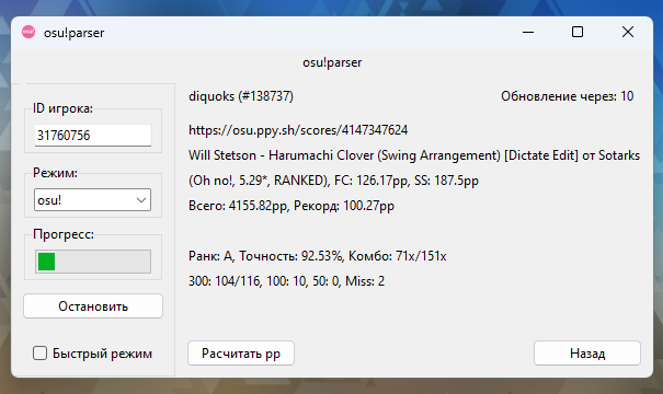 osu! osu!parser
osu!parser
ID игрока:
31760756
Режим:
osu!
Прогресс:
Остановить
Быстрый режим
diquoks (#138737)
Обновление через: 10
https://osu.ppy.sh/scores/4147347624
Will Stetson - Harumachi Clover (Swing Arrangement) [Dictate Edit] от Sotarks
(Oh no!, 5.29*, RANKED), FC: 126.17pp, SS: 187.5pp
Всего: 4155.82pp, Рекорд: 100.27pp
Ранк: A, Точность: 92.53%, Комбо: 71x/151x
300: 104/116, 100: 10, 50: 0, Miss: 2
Расчитать pp
Назад